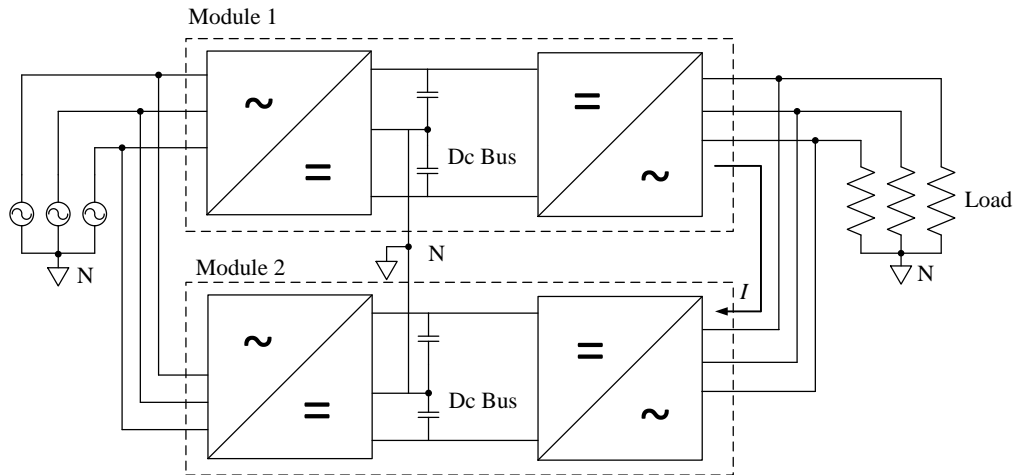 Module 1
~
=
Dc Bus
=
~
Load
N
N
N
Module 2
I
~
=
Dc Bus
=
~